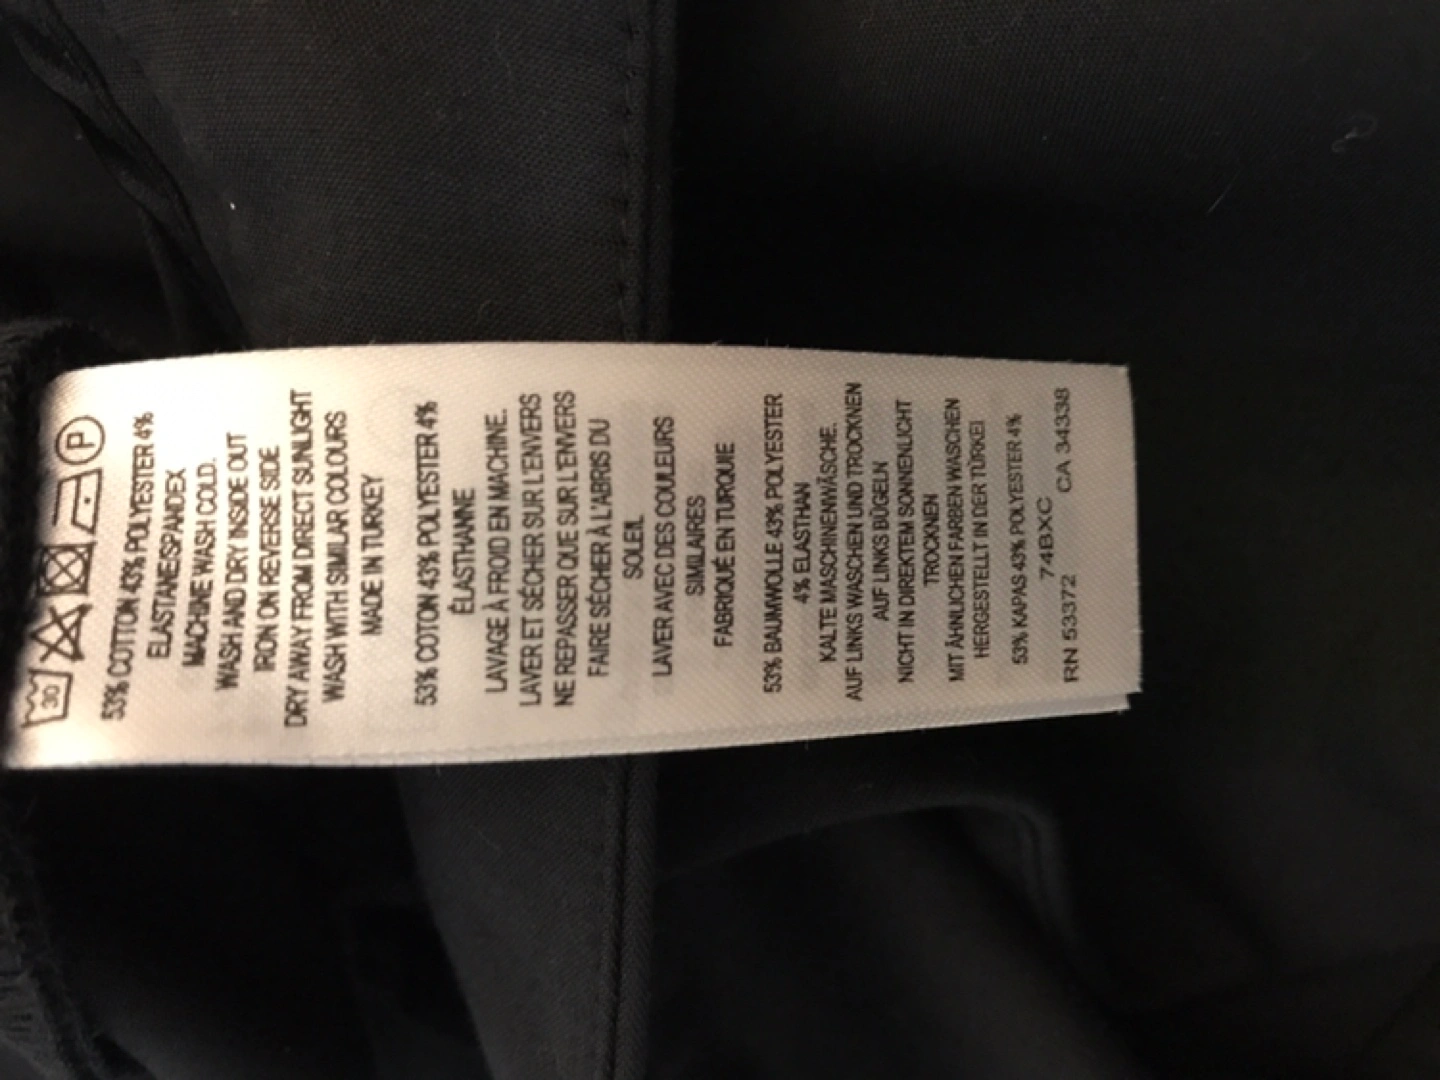 30 P
53% COTTON 43% POLYESTER 4%
ELASTANE/SPANDEX
MACHINE WASH COLD.
WASH AND DRY INSIDE OUT
IRON ON REVERSE SIDE
DRY AWAY FROM DIRECT SUNLIGHT
WASH WITH SIMILAR COLOURS
MADE IN TURKEY
53% COTON 43% POLYESTER 4%
ÉLASTHANNE
LAVAGE À FROID EN MACHINE.
LAVER ET SÉCHER SUR L'ENVERS
NE REPASSER QUE SUR L'ENVERS
FAIRE SÉCHER À L'ABRIS DU
SOLEIL
LAVER AVEC DES COULEURS
SIMILAIRES
FABRIQUÉ EN TURQUIE
53% BAUMWOLLE 43% POLYESTER
4% ELASTHAN
KALTE MASCHINENWÄSCHE.
AUF LINKS WASCHEN UND TROCKNEN
AUF LINKS BÜGELN
NICHT IN DIREKTEM SONNENLICHT
TROCKNEN
MIT ÄHNLICHEN FARBEN WASCHEN
HERGESTELLT IN DER TÜRKEI
53% KAPAS 43% POLYESTER 4%
74BXC
RN 53372 CA 34338